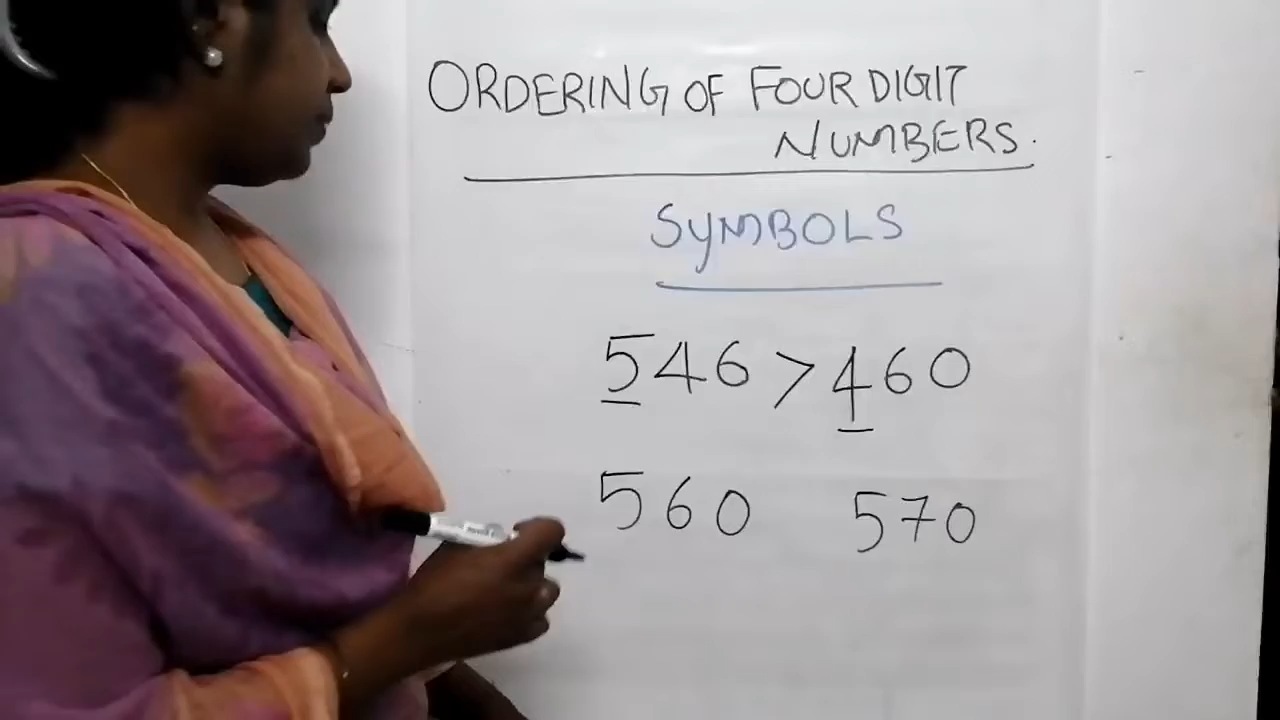 ORDERING OF FOUR DIGIT
NUMBERS.
SYMBOLS
546 > 460
560 570